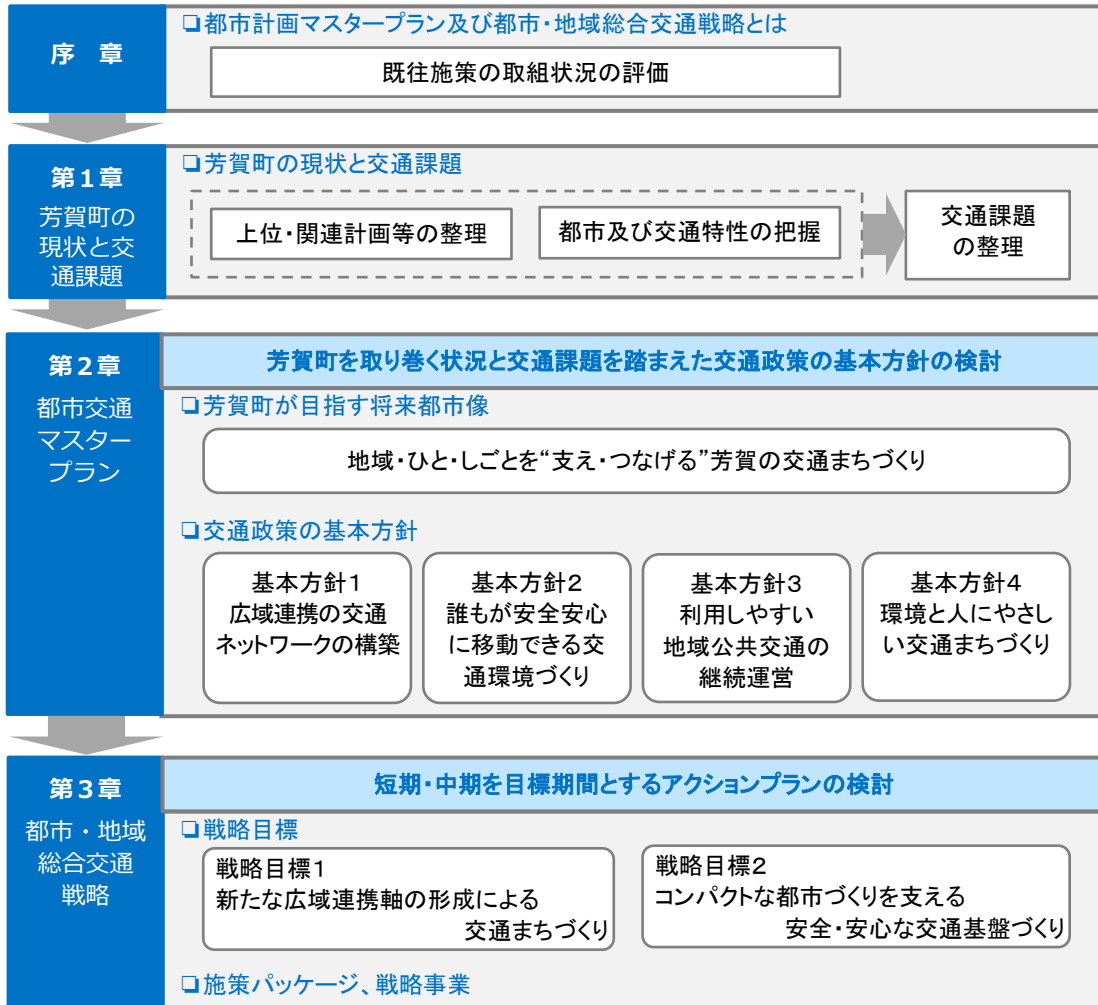 序　章
❏都市計画マスタープラン及び都市・地域総合交通戦略とは
既往施策の取組状況の評価
第１章
芳賀町の
現状と交
通課題
❏芳賀町の現状と交通課題
上位・関連計画等の整理
都市及び交通特性の把握
交通課題
の整理
第２章
都市交通
マスター
プラン
芳賀町を取り巻く状況と交通課題を踏まえた交通政策の基本方針の検討
❏芳賀町が目指す将来都市像
地域・ひと・しごとを“支え・つなげる”芳賀の交通まちづくり
❏交通政策の基本方針
基本方針１
広域連携の交通
ネットワークの構築
基本方針２
誰もが安全安心
に移動できる交
通環境づくり
基本方針３
利用しやすい
地域公共交通の
継続運営
基本方針４
環境と人にやさし
い交通まちづくり
第３章
都市・地域
総合交通
戦略
短期・中期を目標期間とするアクションプランの検討
❏戦略目標
戦略目標１
新たな広域連携軸の形成による
交通まちづくり
戦略目標２
コンパクトな都市づくりを支える
安全・安心な交通基盤づくり
❏施策パッケージ、戦略事業